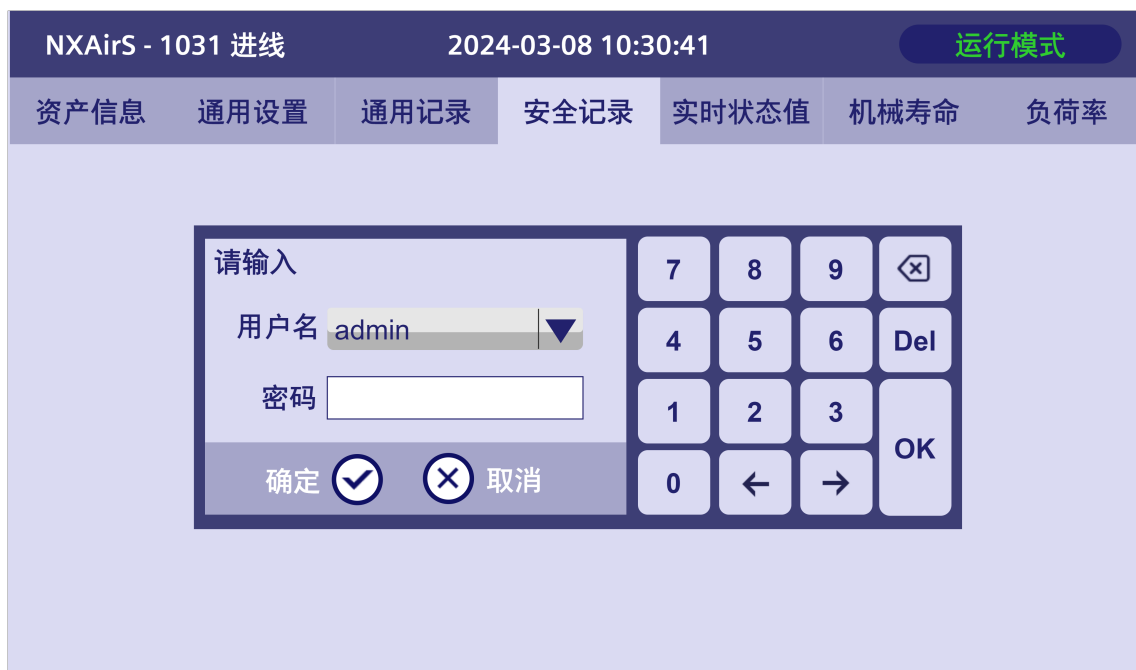 NXAirS - 1031 进线 2024-03-08 10:30:41 运行模式
资产信息 通用设置 通用记录 安全记录 实时状态值 机械寿命 负荷率
请输入
用户名 admin
密码
确定 取消
7 8 9
4 5 6 Del
1 2 3
OK
0 ← →